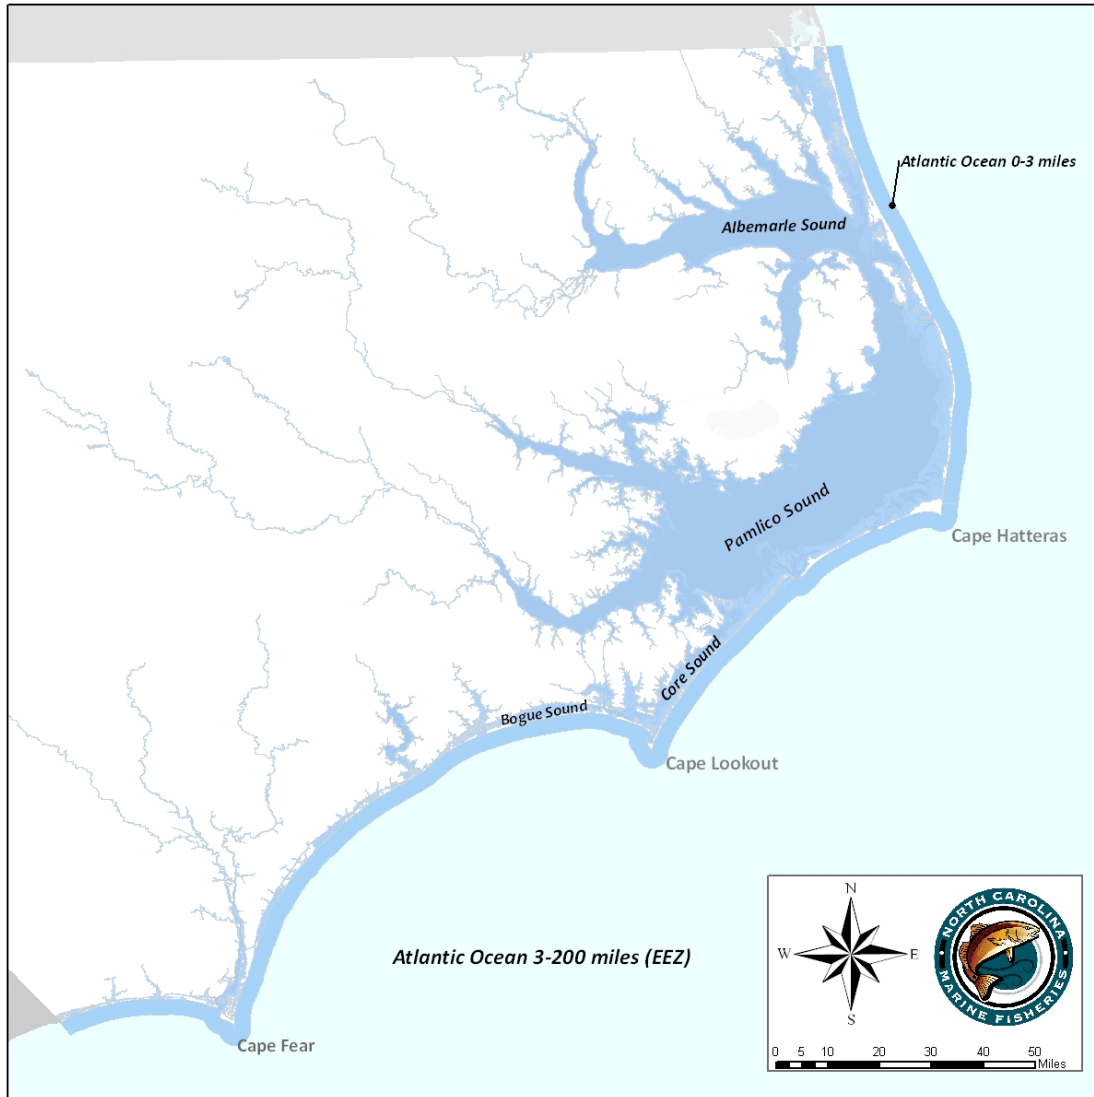 Atlantic Ocean 0-3 miles
Albemarle Sound
Pamlico Sound
Cape Hatteras
Core Sound
Bogue Sound
Cape Lookout
Atlantic Ocean 3-200 miles (EEZ)
Cape Fear
N
W
E
S
NORTH CAROLINA
MARINE FISHERIES
0 5 10 20 30 40 50
Miles